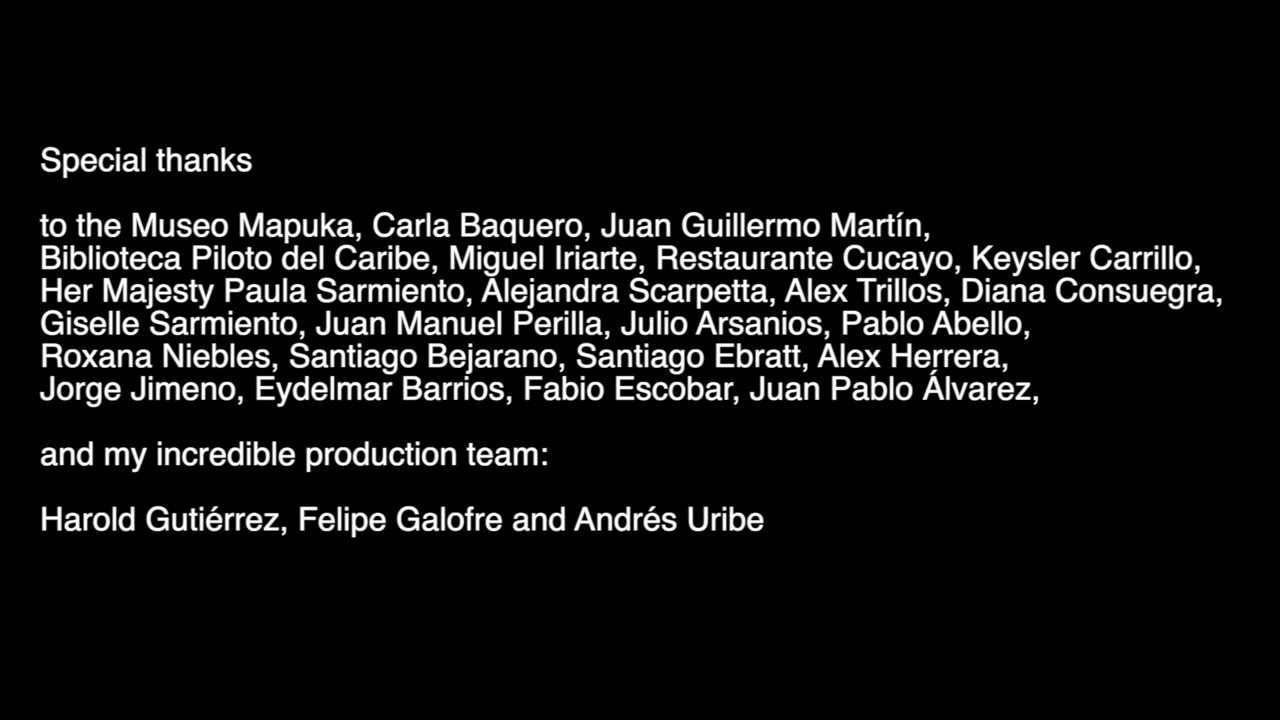 Special thanks
to the Museo Mapuka, Carla Baquero, Juan Guillermo Martín,
Biblioteca Piloto del Caribe, Miguel Iriarte, Restaurante Cucayo, Keysler Carrillo,
Her Majesty Paula Sarmiento, Alejandra Scarpetta, Alex Trillos, Diana Consuegra,
Giselle Sarmiento, Juan Manuel Perilla, Julio Arsanios, Pablo Abello,
Roxana Niebles, Santiago Bejarano, Santiago Ebratt, Alex Herrera,
Jorge Jimeno, Eydelmar Barrios, Fabio Escobar, Juan Pablo Álvarez,
and my incredible production team:
Harold Gutiérrez, Felipe Galofre and Andrés Uribe